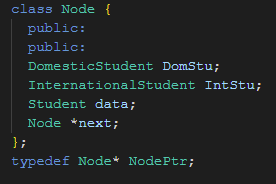 class Node {
public:
public:
DomesticStudent DomStu;
InternationalStudent IntStu;
Student data;
Node *next;
};
typedef Node* NodePtr;